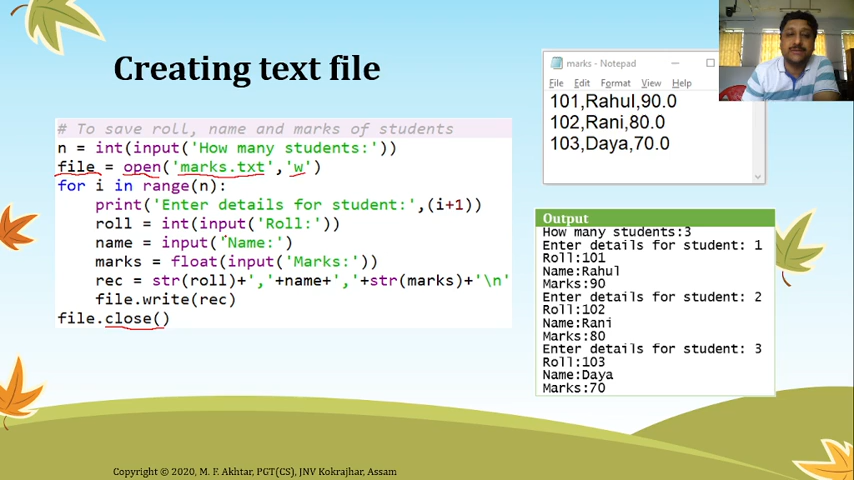 Creating text file
# To save roll, name and marks of students
n = int(input('How many students:'))
file = open('marks.txt','w')
for i in range(n):
print('Enter details for student:',(i+1))
roll = int(input('Roll:'))
name = input('Name:')
marks = float(input('Marks:'))
rec = str(roll)+','+name+','+str(marks)+'\n'
file.write(rec)
file.close()
marks - Notepad
File Edit Format View Help
101,Rahul,90.0
102,Rani,80.0
103,Daya,70.0
Output
How many students:3
Enter details for student: 1
Roll:101
Name:Rahul
Marks:90
Enter details for student: 2
Roll:102
Name:Rani
Marks:80
Enter details for student: 3
Roll:103
Name:Daya
Marks:70
Copyright © 2020, M. F. Akhtar, PGT(CS), JNV Kokrajhar, Assam